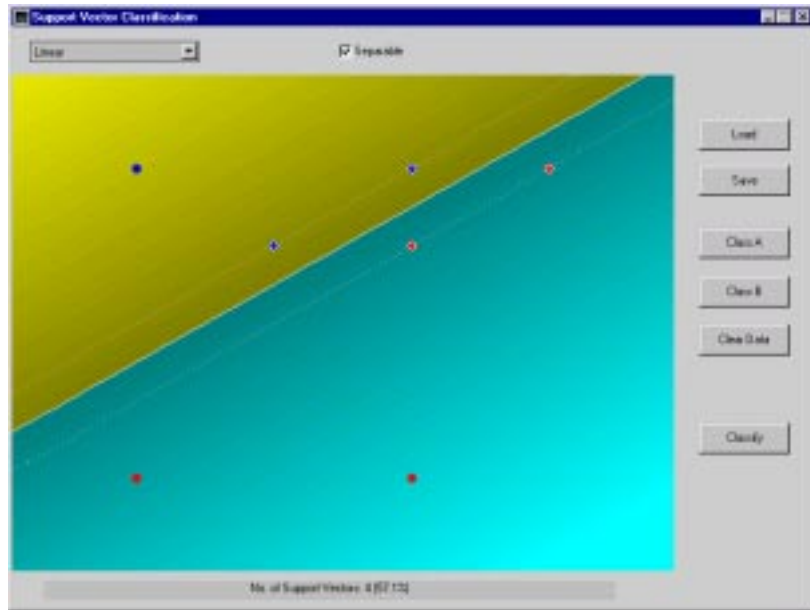 Support Vector Classification
Linear
Separable
Load
Save
Class A
Class B
Clear Data
Classify
No. of Support Vectors: 4 (57.1%)